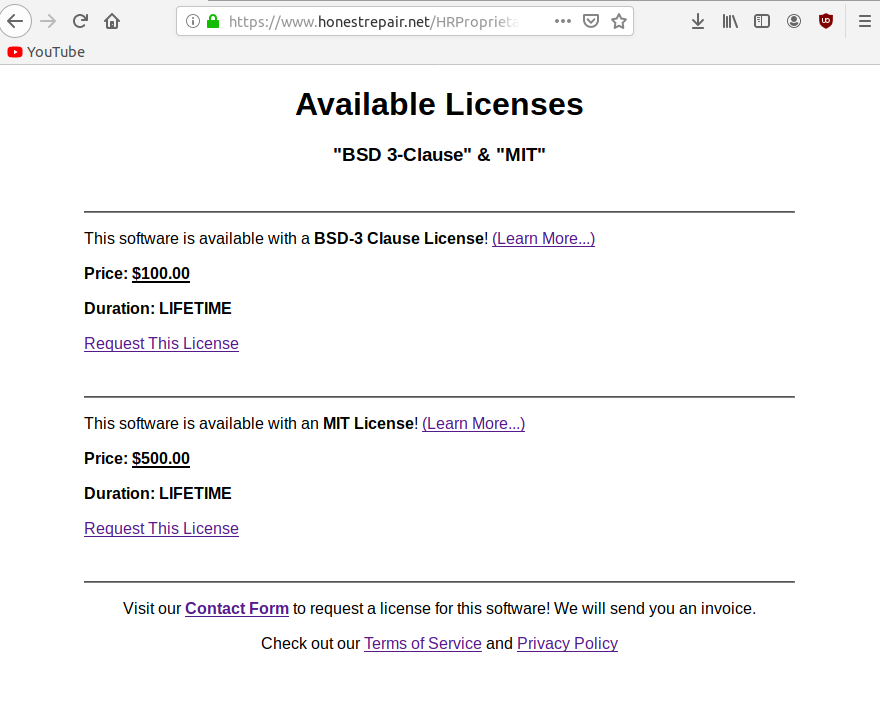 https://www.honestrepair.net/HRProprieta
YouTube
Available Licenses
"BSD 3-Clause" & "MIT"
This software is available with a BSD-3 Clause License! (Learn More...)
Price: $100.00
Duration: LIFETIME
Request This License
This software is available with an MIT License! (Learn More...)
Price: $500.00
Duration: LIFETIME
Request This License
Visit our Contact Form to request a license for this software! We will send you an invoice.
Check out our Terms of Service and Privacy Policy